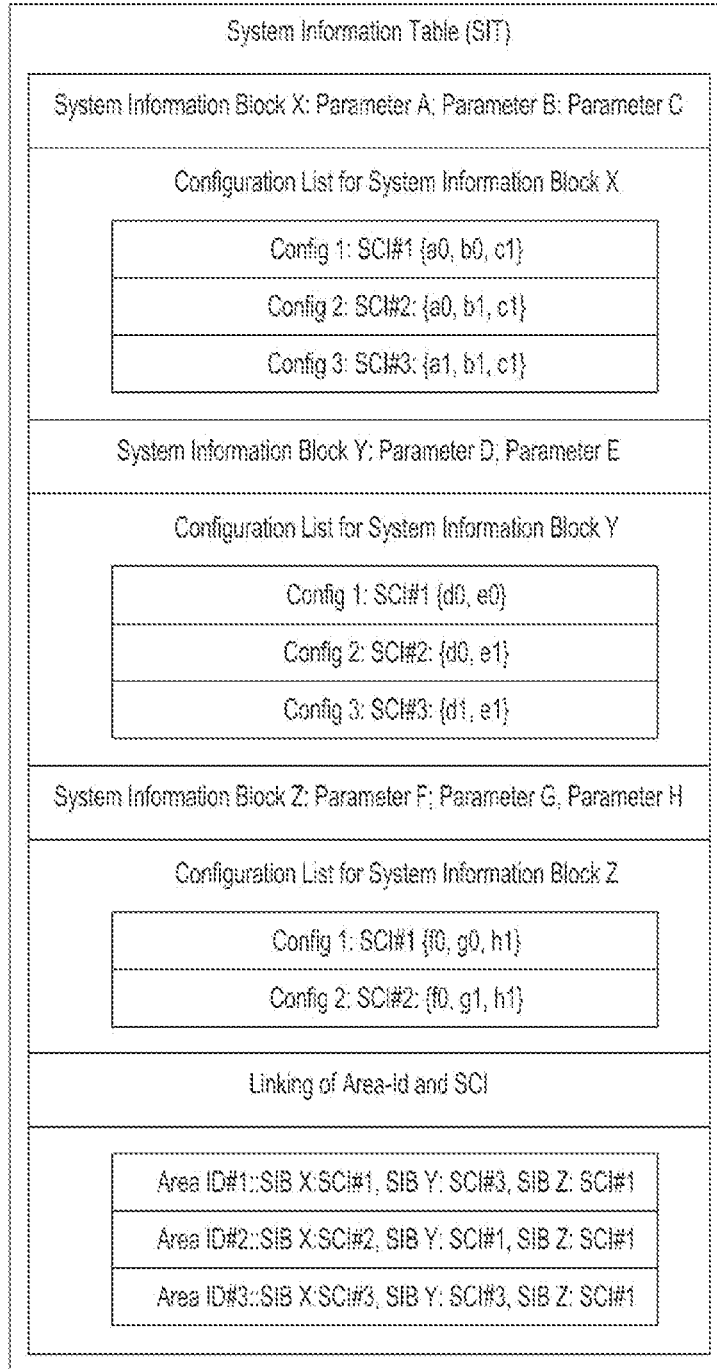 System Information Table (SIT)
System Information Block X: Parameter A; Parameter B; Parameter C
Configuration List for System Information Block X
Config 1: SCI#1 {a0, b0, c1}
Config 2: SCI#2: {a0, b1, c1}
Config 3: SCI#3: {a1, b1, c1}
System Information Block Y: Parameter D; Parameter E
Configuration List for System Information Block Y
Config 1: SCI#1 {d0, e0}
Config 2: SCI#2: {d0, e1}
Config 3: SCI#3: {d1, e1}
System Information Block Z: Parameter F; Parameter G, Parameter H
Configuration List for System Information Block Z
Config 1: SCI#1 {f0, g0, h1}
Config 2: SCI#2: {f0, g1, h1}
Linking of Area-id and SCI
Area ID#1::SIB X:SCI#1, SIB Y: SCI#3, SIB Z: SCI#1
Area ID#2::SIB X:SCI#2, SIB Y: SCI#1, SIB Z: SCI#1
Area ID#3::SIB X:SCI#3, SIB Y: SCI#3, SIB Z: SCI#1